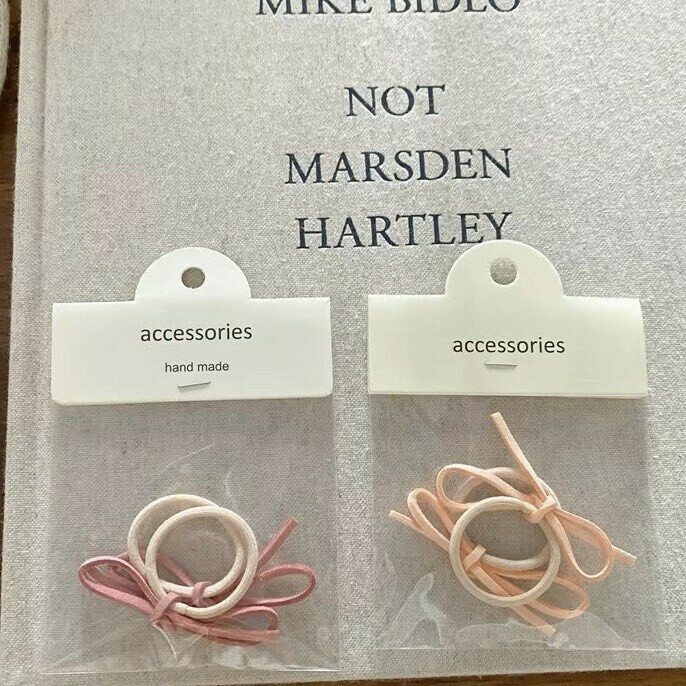 MIKE BIDLO
NOT
MARSDEN
HARTLEY
accessories
hand made
accessories